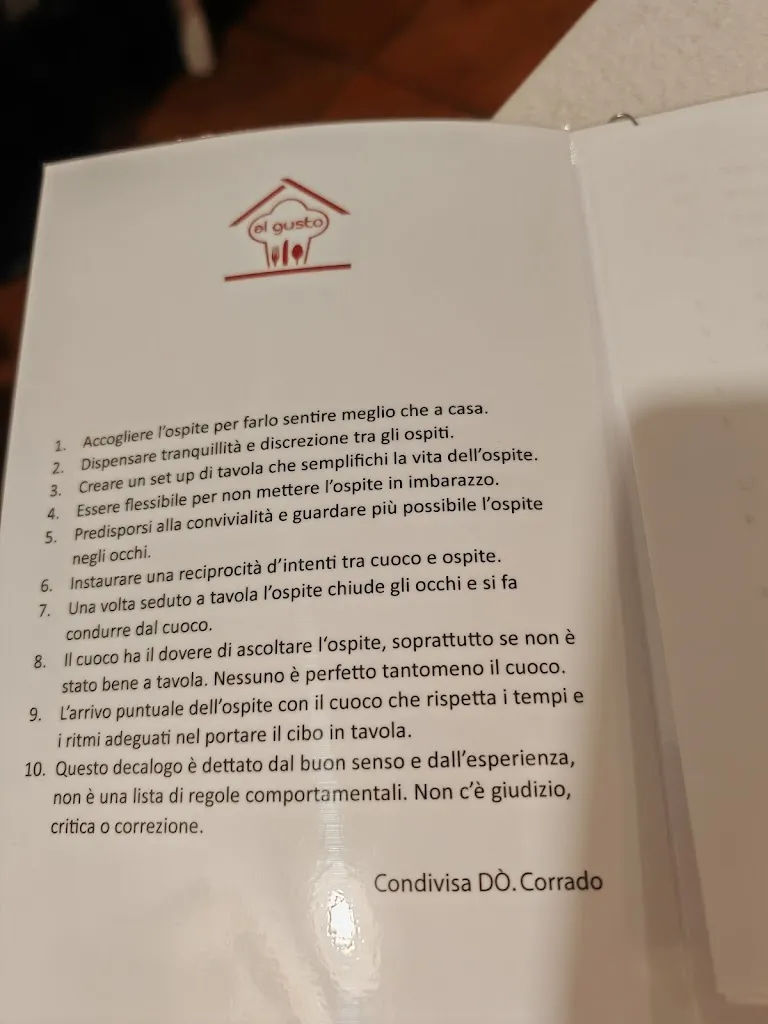 el gusto
1. Accogliere l'ospite per farlo sentire meglio che a casa.
2. Dispensare tranquillità e discrezione tra gli ospiti.
3. Creare un set up di tavola che semplifichi la vita dell'ospite.
4. Essere flessibile per non mettere l'ospite in imbarazzo.
5. Predisporsi alla convivialità e guardare più possibile l'ospite
negli occhi.
6. Instaurare una reciprocità d'intenti tra cuoco e ospite.
7. Una volta seduto a tavola l'ospite chiude gli occhi e si fa
condurre dal cuoco.
8. Il cuoco ha il dovere di ascoltare l'ospite, soprattutto se non è
stato bene a tavola. Nessuno è perfetto tantomeno il cuoco.
9. L'arrivo puntuale dell'ospite con il cuoco che rispetta i tempi e
i ritmi adeguati nel portare il cibo in tavola.
10. Questo decalogo è dettato dal buon senso e dall'esperienza,
non è una lista di regole comportamentali. Non c'è giudizio,
critica o correzione.
Condivisa DÒ.Corrado